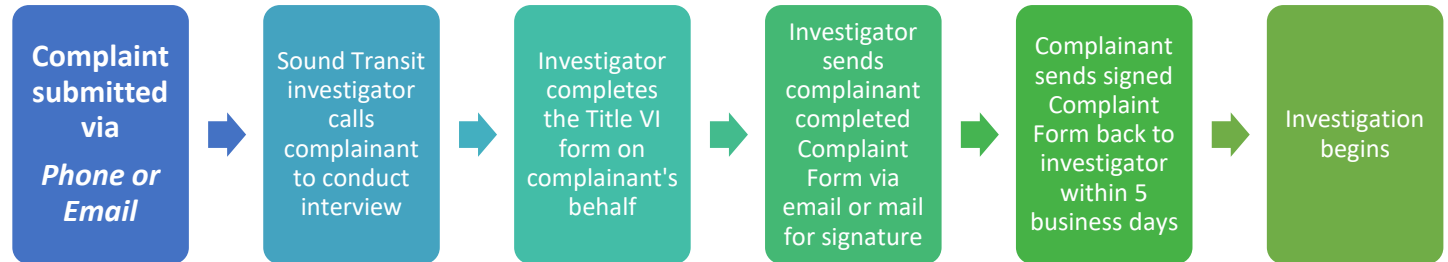 Complaint
submitted
via
Phone or
Email
Sound Transit
investigator
calls
complainant
to conduct
interview
Investigator
completes
the Title VI
form on
complainant's
behalf
Investigator
sends
complainant
completed
Complaint
Form via
email or mail
for signature
Complainant
sends signed
Complaint
Form back to
investigator
within 5
business days
Investigation
begins